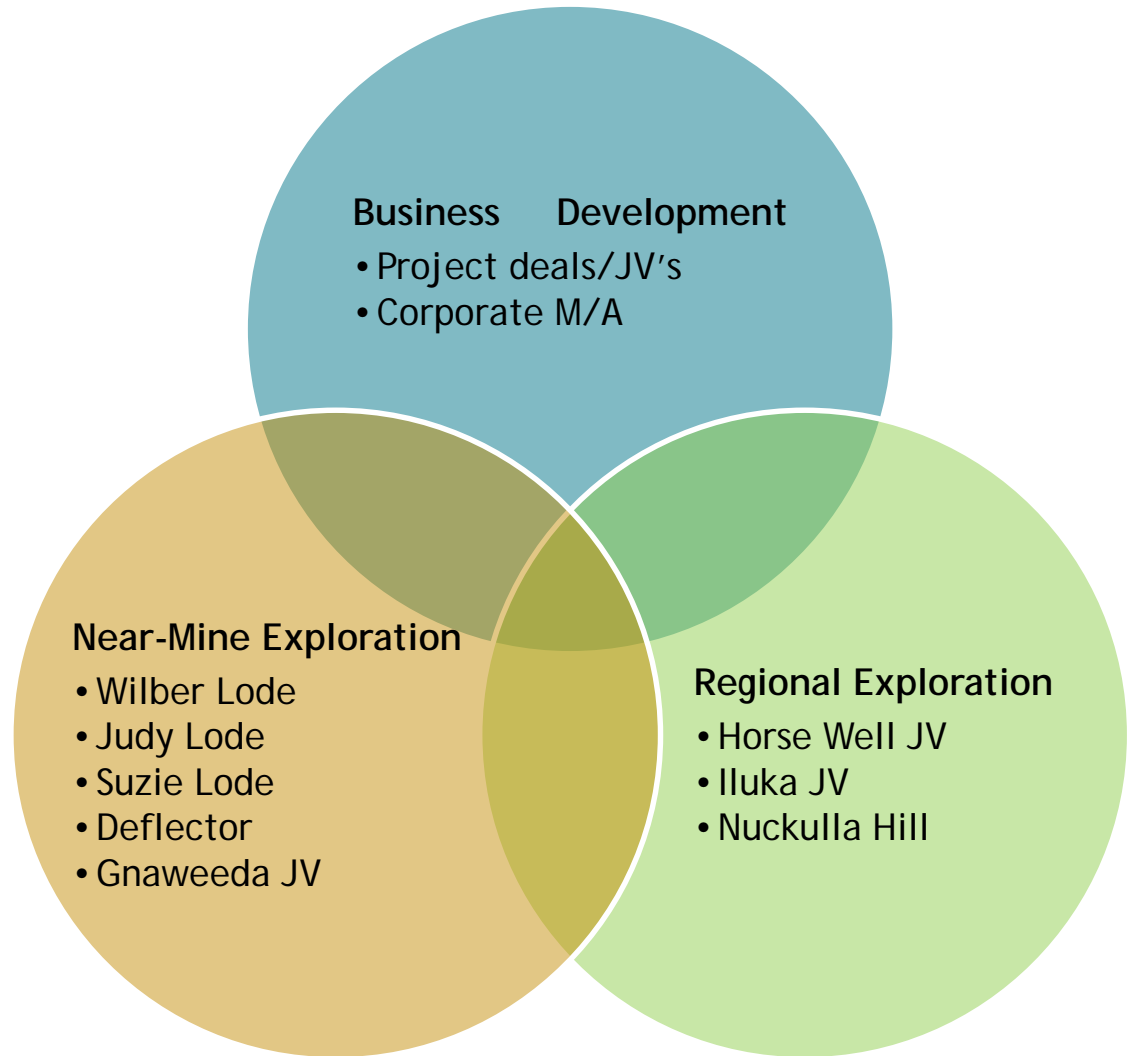 Business Development
• Project deals/JV's
• Corporate M/A
Near-Mine Exploration
• Wilber Lode
• Judy Lode
• Suzie Lode
• Deflector
• Gnaweeda JV
Regional Exploration
• Horse Well JV
• Iluka JV
• Nuckulla Hill